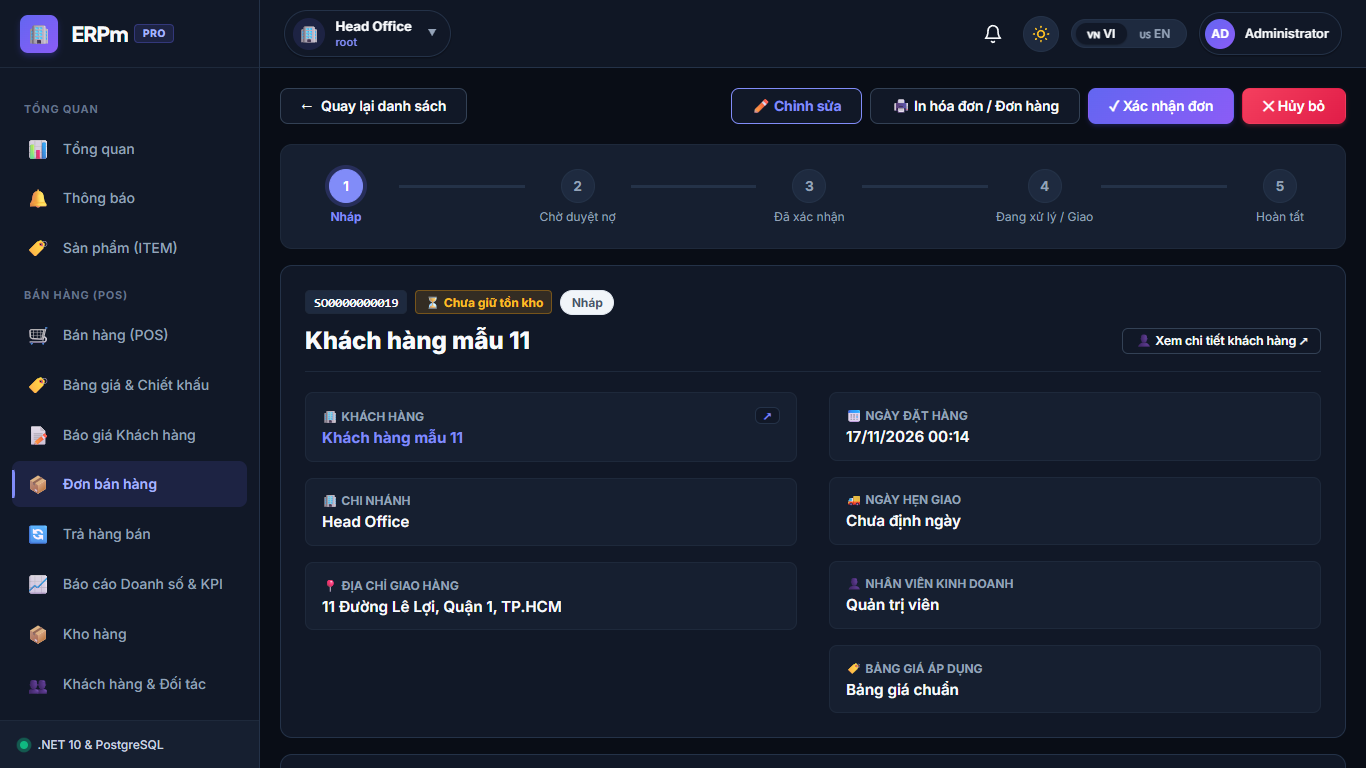 ERPm PRO
TỔNG QUAN
Tổng quan
Thông báo
Sản phẩm (ITEM)
BÁN HÀNG (POS)
Bán hàng (POS)
Bảng giá & Chiết khấu
Báo giá Khách hàng
Đơn bán hàng
Trả hàng bán
Báo cáo Doanh số & KPI
Kho hàng
Khách hàng & Đối tác
.NET 10 & PostgreSQL
Head Office
root
VN VI
US EN
AD
Administrator
← Quay lại danh sách
Chỉnh sửa
In hóa đơn / Đơn hàng
✓ Xác nhận đơn
✕ Hủy bỏ
1
Nháp
2
Chờ duyệt nợ
3
Đã xác nhận
4
Đang xử lý / Giao
5
Hoàn tất
SO0000000019
Chưa giữ tồn kho
Nháp
Khách hàng mẫu 11
Xem chi tiết khách hàng ↗
KHÁCH HÀNG
↗
Khách hàng mẫu 11
CHI NHÁNH
Head Office
ĐỊA CHỈ GIAO HÀNG
11 Đường Lê Lợi, Quận 1, TP.HCM
NGÀY ĐẶT HÀNG
17/11/2026 00:14
NGÀY HẸN GIAO
Chưa định ngày
NHÂN VIÊN KINH DOANH
Quản trị viên
BẢNG GIÁ ÁP DỤNG
Bảng giá chuẩn